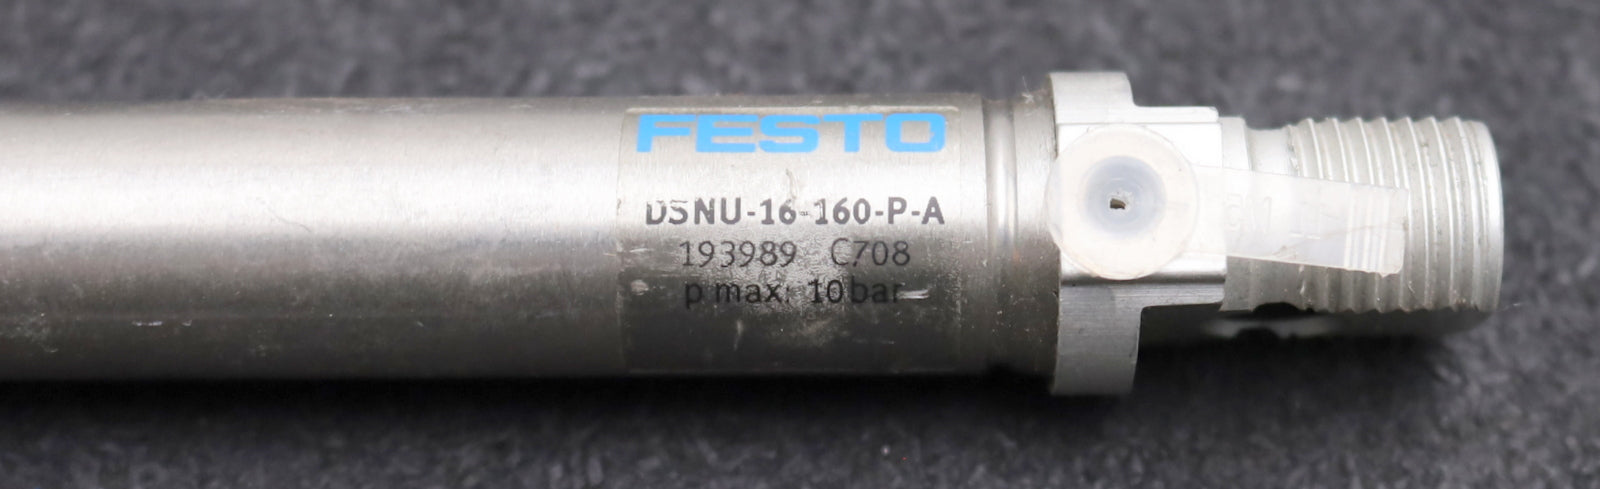 FESTO
DSNU-16-160-P-A
193989 C708
p max: 10 bar